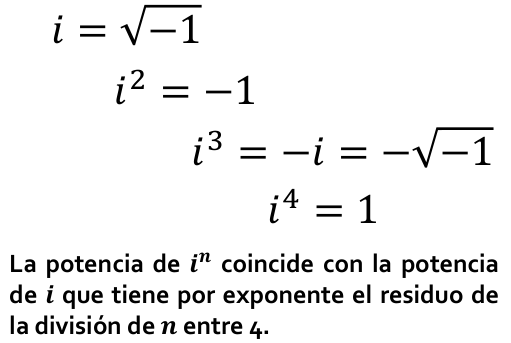 i = √−1
i² = −1
i³ = −i = −√−1
i⁴ = 1
La potencia de iⁿ coincide con la potencia
de i que tiene por exponente el residuo de
la división de n entre 4.